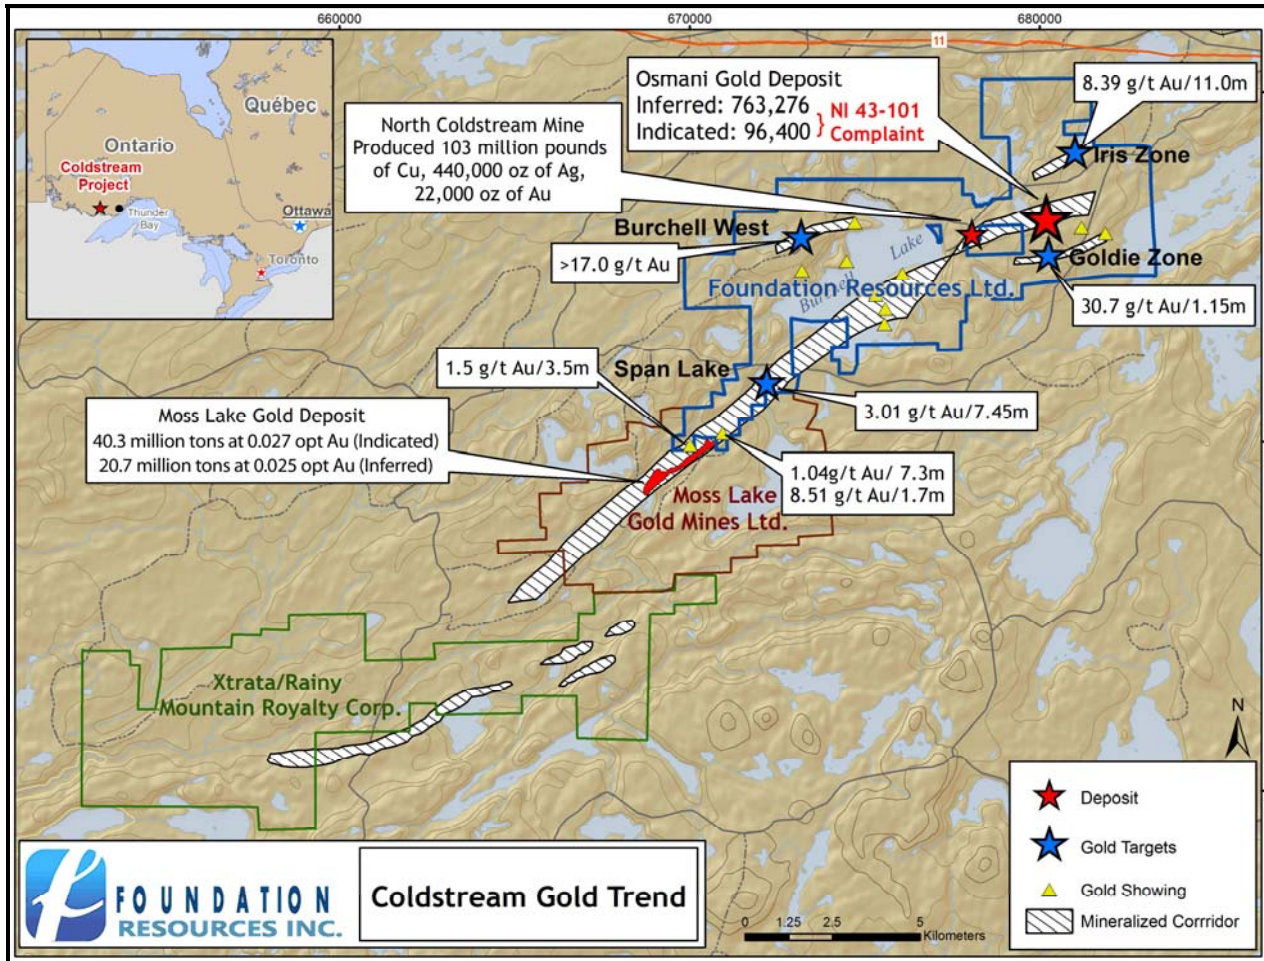 660000
670000
680000
11
Québec
Ontario
Coldstream
Project
Thunder
Bay
Ottawa
Toronto
North Coldstream Mine
Produced 103 million pounds
of Cu, 440,000 oz of Ag,
22,000 oz of Au
Osmani Gold Deposit
Inferred: 763,276
Indicated: 96,400
NI 43-101
Complaint
8.39 g/t Au/11.0m
Iris Zone
Burchell West
>17.0 g/t Au
Goldie Zone
30.7 g/t Au/1.15m
Burchell Lake
Foundation Resources Ltd.
1.5 g/t Au/3.5m
Span Lake
3.01 g/t Au/7.45m
Moss Lake Gold Deposit
40.3 million tons at 0.027 opt Au (Indicated)
20.7 million tons at 0.025 opt Au (Inferred)
1.04g/t Au/ 7.3m
8.51 g/t Au/1.7m
Moss Lake
Gold Mines Ltd.
Xtrata/Rainy
Mountain Royalty Corp.
N
Deposit
Gold Targets
Gold Showing
Mineralized Corrridor
FOUNDATION
RESOURCES INC.
Coldstream Gold Trend
0 1.25 2.5 5
Kilometers